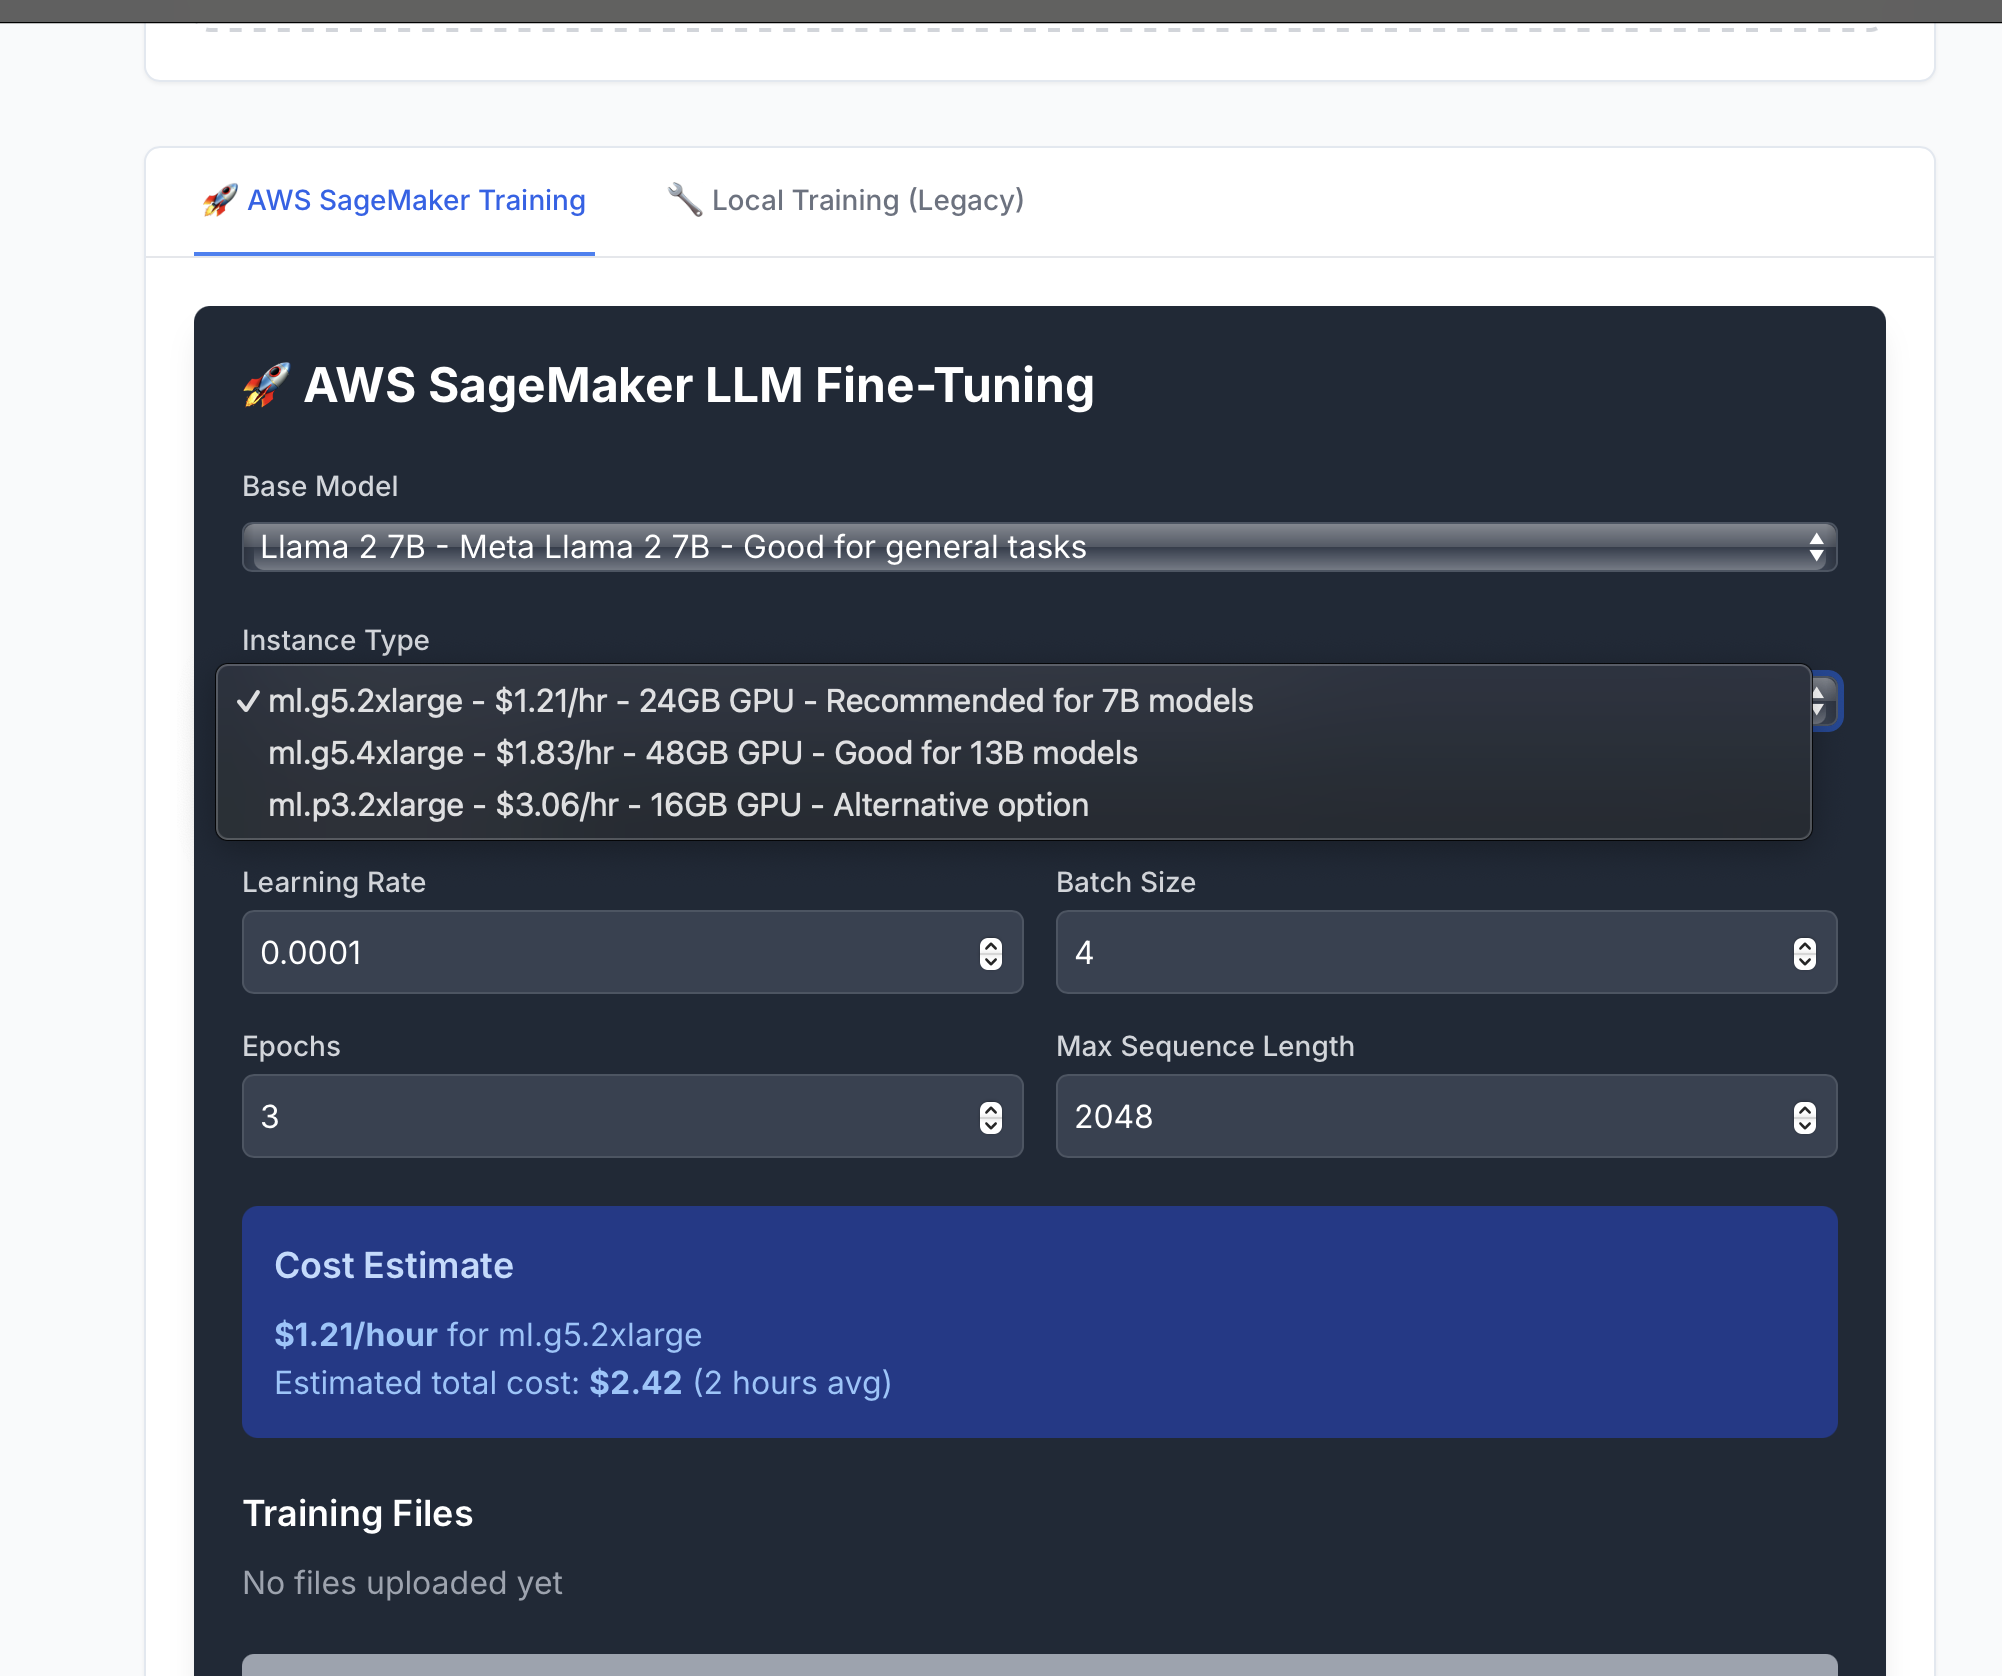 🚀 AWS SageMaker Training
🔧 Local Training (Legacy)
🚀 AWS SageMaker LLM Fine-Tuning
Base Model
Llama 2 7B - Meta Llama 2 7B - Good for general tasks
Instance Type
✓ ml.g5.2xlarge - $1.21/hr - 24GB GPU - Recommended for 7B models
ml.g5.4xlarge - $1.83/hr - 48GB GPU - Good for 13B models
ml.p3.2xlarge - $3.06/hr - 16GB GPU - Alternative option
Learning Rate
Batch Size
0.0001
4
Epochs
Max Sequence Length
3
2048
Cost Estimate
$1.21/hour for ml.g5.2xlarge
Estimated total cost: $2.42 (2 hours avg)
Training Files
No files uploaded yet